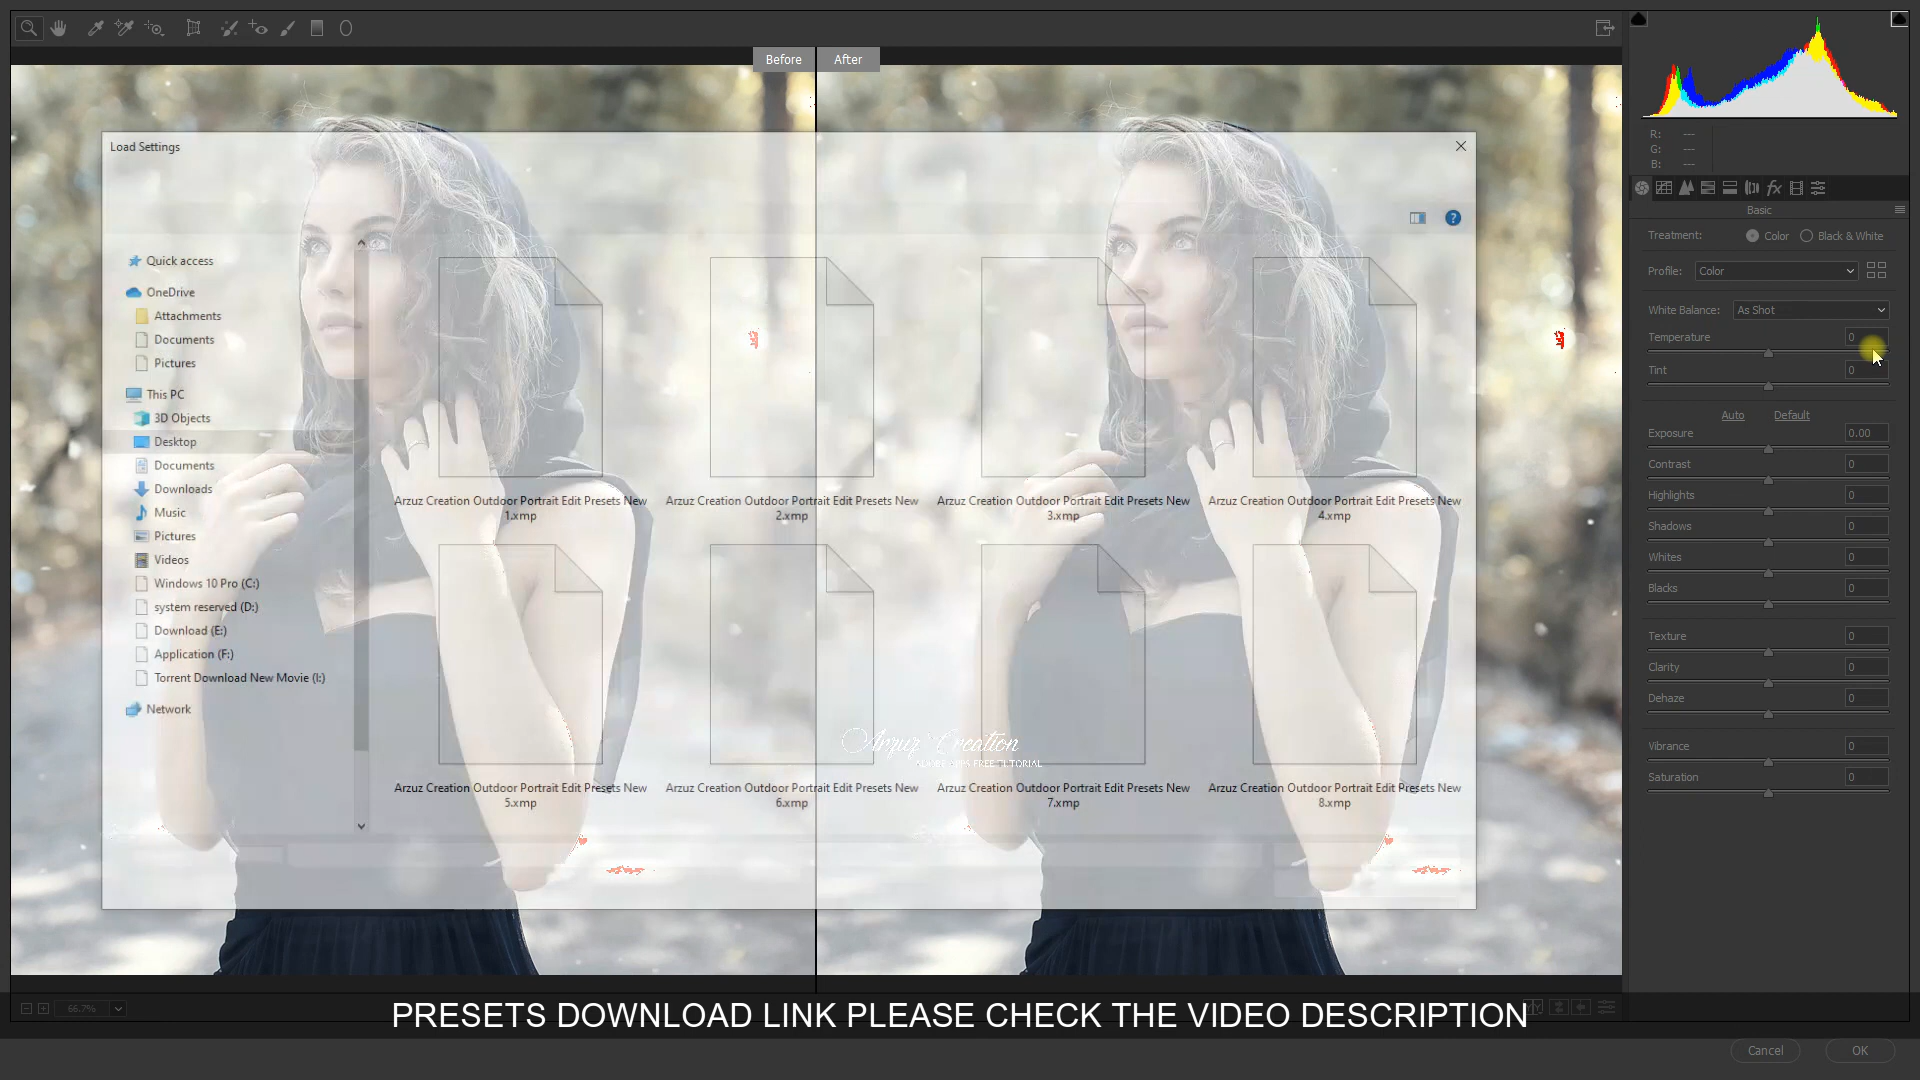 Before
After
R: ---
G: ---
B: ---
Basic
Treatment: Color Black & White
Profile: Color
White Balance: As Shot
Temperature 0
Tint 0
Auto Default
Exposure 0.00
Contrast 0
Highlights 0
Shadows 0
Whites 0
Blacks 0
Texture 0
Clarity 0
Dehaze 0
Vibrance 0
Saturation 0
Load Settings
Quick access
OneDrive
Attachments
Documents
Pictures
This PC
3D Objects
Desktop
Documents
Downloads
Music
Pictures
Videos
Windows 10 Pro (C:)
system reserved (D:)
Download (E:)
Application (F:)
Torrent Download New Movie (I:)
Network
Arzuz Creation Outdoor Portrait Edit Presets New
1.xmp
Arzuz Creation Outdoor Portrait Edit Presets New
2.xmp
Arzuz Creation Outdoor Portrait Edit Presets New
3.xmp
Arzuz Creation Outdoor Portrait Edit Presets New
4.xmp
Arzuz Creation Outdoor Portrait Edit Presets New
5.xmp
Arzuz Creation Outdoor Portrait Edit Presets New
6.xmp
Arzuz Creation Outdoor Portrait Edit Presets New
7.xmp
Arzuz Creation Outdoor Portrait Edit Presets New
8.xmp
Arzuz Creation
FREE TUTORIAL
66.7%
PRESETS DOWNLOAD LINK PLEASE CHECK THE VIDEO DESCRIPTION
Cancel
OK